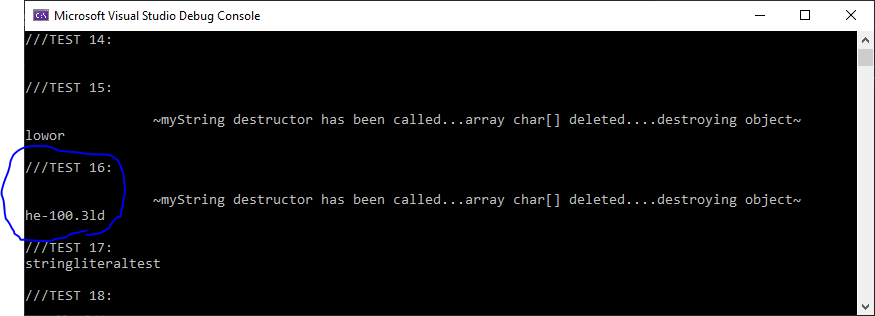 Microsoft Visual Studio Debug Console
///TEST 14:
///TEST 15:
~myString destructor has been called...array char[] deleted....destroying object~
lowor
///TEST 16:
~myString destructor has been called...array char[] deleted....destroying object~
he-100.3ld
///TEST 17:
stringliteraltest
///TEST 18: